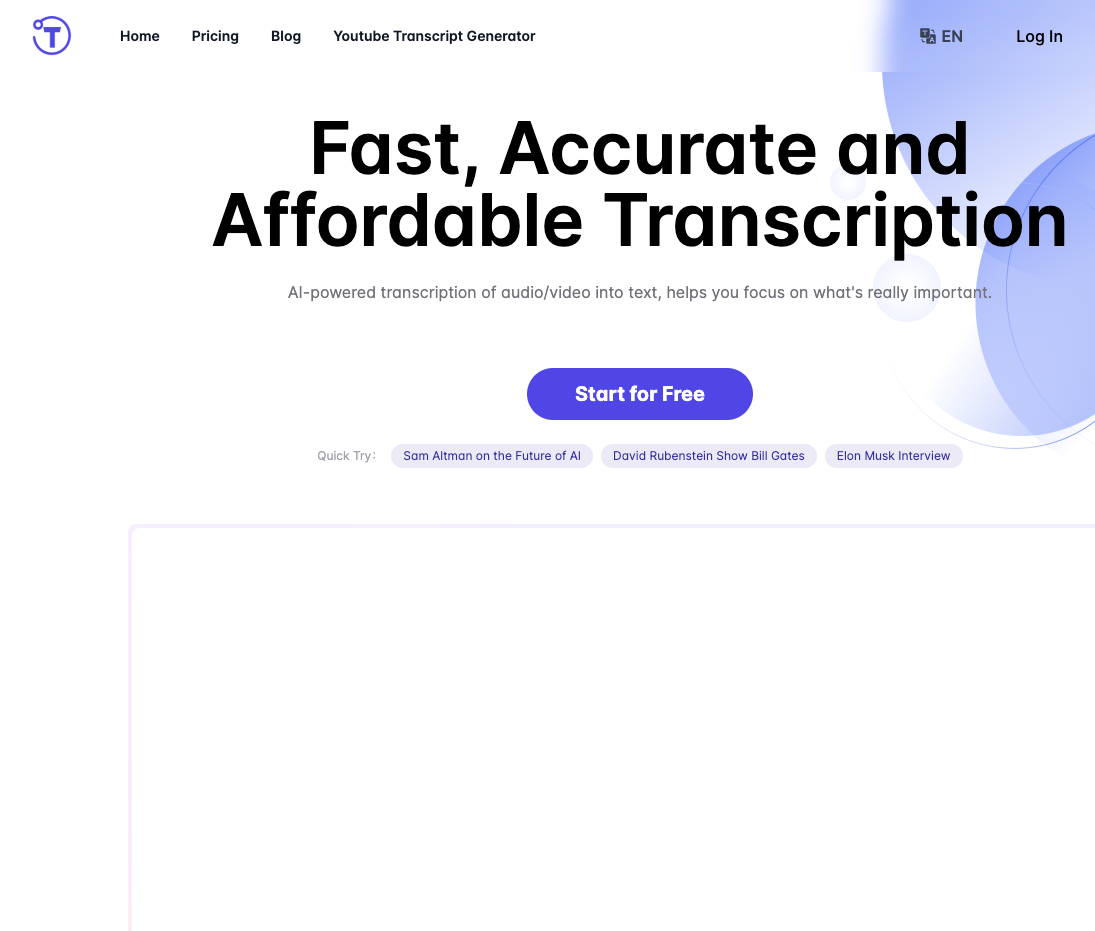 T
Home Pricing Blog Youtube Transcript Generator EN Log In
Fast, Accurate and
Affordable Transcription
AI-powered transcription of audio/video into text, helps you focus on what's really important.
Start for Free
Quick Try: Sam Altman on the Future of AI David Rubenstein Show Bill Gates Elon Musk Interview